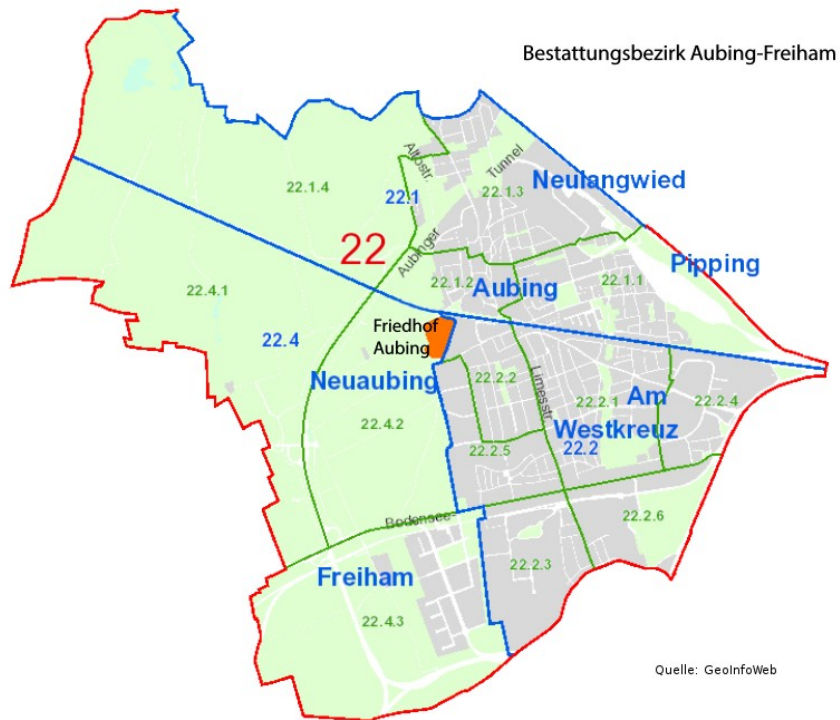 Bestattungsbezirk Aubing-Freiham
Altostr.
Tunnel
22.1.4
22.1
22.1.3
Neulangwied
22
Aubinger
Pipping
22.4.1
22.1.2
Aubing
22.1.1
22.4
Friedhof
Aubing
Neuaubing
22.2.2
Limesstr.
22.2.1
Am
22.2.4
22.4.2
Westkreuz
22.2.5
22.2
Bodensee-
22.2.6
22.2.3
Freiham
22.4.3
Quelle: GeoInfoWeb